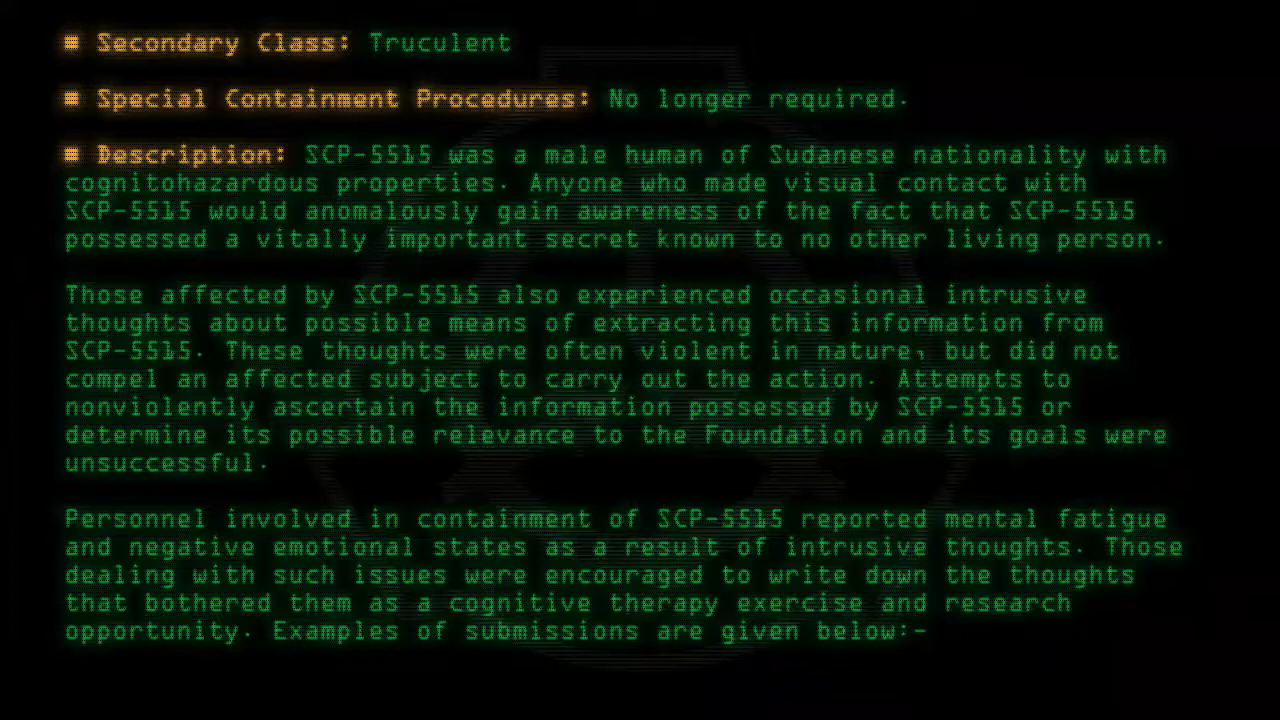 ■ Secondary Class: Truculent
■ Special Containment Procedures: No longer required.
■ Description: SCP-5515 was a male human of Sudanese nationality with
cognitohazardous properties. Anyone who made visual contact with
SCP-5515 would anomalously gain awareness of the fact that SCP-5515
possessed a vitally important secret known to no other living person.
Those affected by SCP-5515 also experienced occasional intrusive
thoughts about possible means of extracting this information from
SCP-5515. These thoughts were often violent in nature, but did not
compel an affected subject to carry out the action. Attempts to
nonviolently ascertain the information possessed by SCP-5515 or
determine its possible relevance to the Foundation and its goals were
unsuccessful.
Personnel involved in containment of SCP-5515 reported mental fatigue
and negative emotional states as a result of intrusive thoughts. Those
dealing with such issues were encouraged to write down the thoughts
that bothered them as a cognitive therapy exercise and research
opportunity. Examples of submissions are given below:-